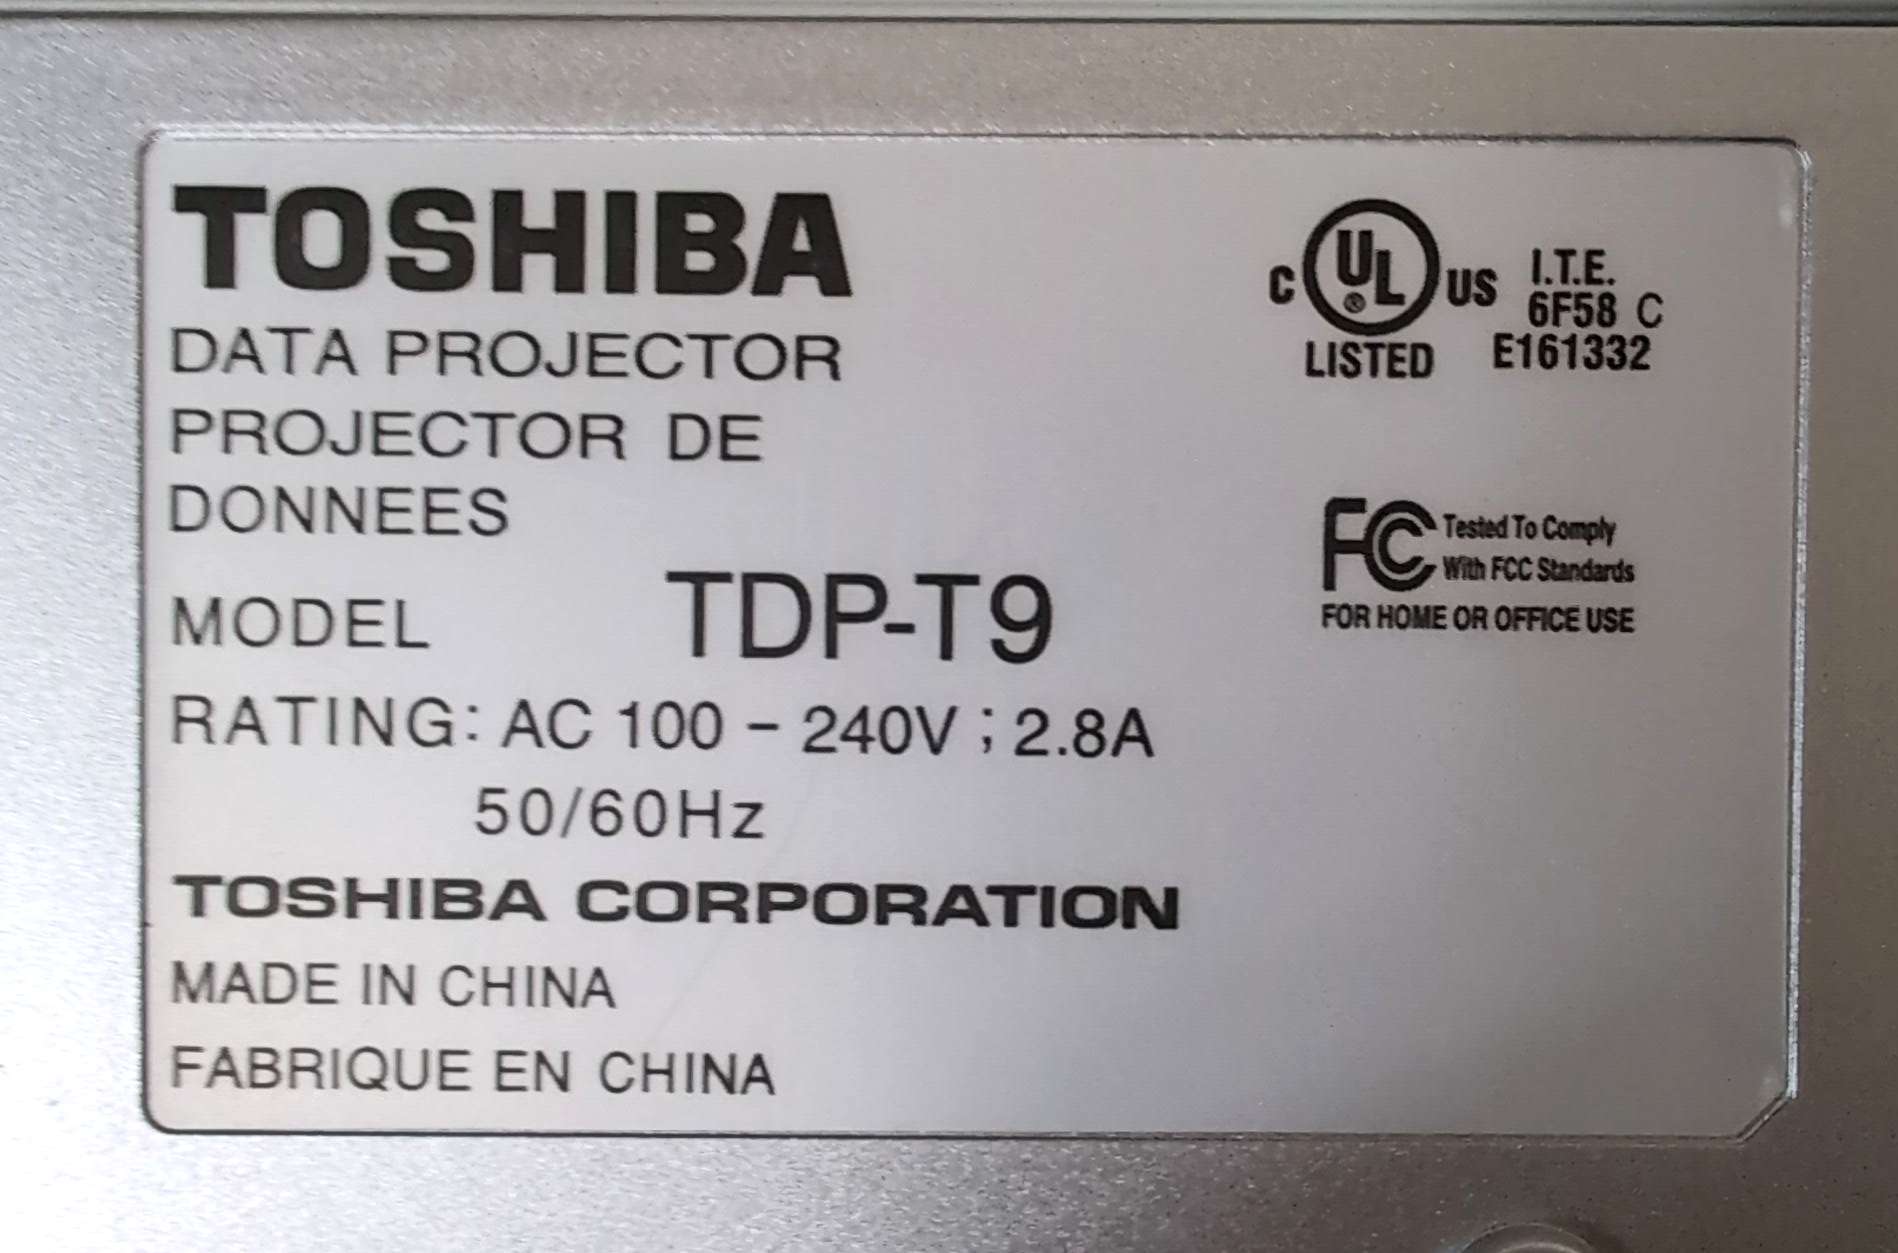 TOSHIBA
DATA PROJECTOR
PROJECTOR DE
DONNEES
MODEL TDP-T9
RATING: AC 100 - 240V ; 2.8A
50/60Hz
TOSHIBA CORPORATION
MADE IN CHINA
FABRIQUE EN CHINA
C UL ® US
LISTED
I.T.E.
6F58 C
E161332
FC Tested To Comply
With FCC Standards
FOR HOME OR OFFICE USE